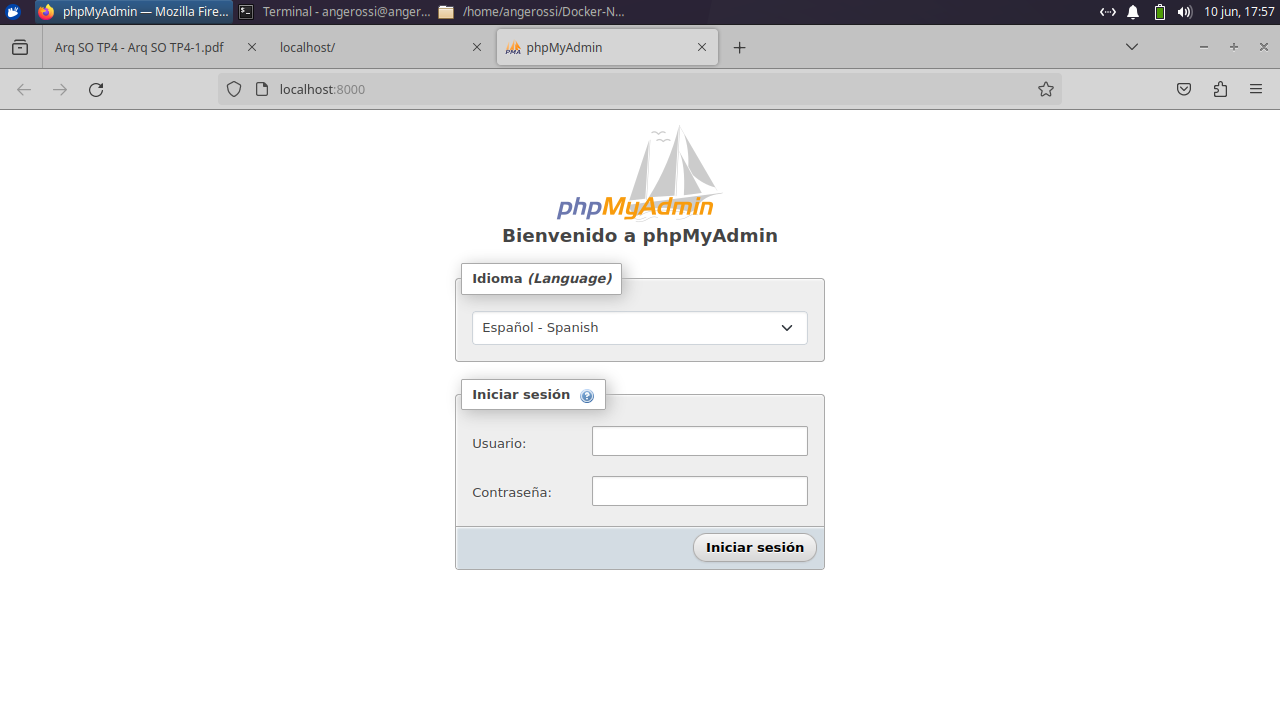 phpMyAdmin — Mozilla Fire...
Terminal - angerossi@anger...
/home/angerossi/Docker-N...
10 jun, 17:57
Arq SO TP4 - Arq SO TP4-1.pdf
localhost/
phpMyAdmin
localhost:8000
phpMyAdmin
Bienvenido a phpMyAdmin
Idioma (Language)
Español - Spanish
Iniciar sesión
Usuario:
Contraseña:
Iniciar sesión